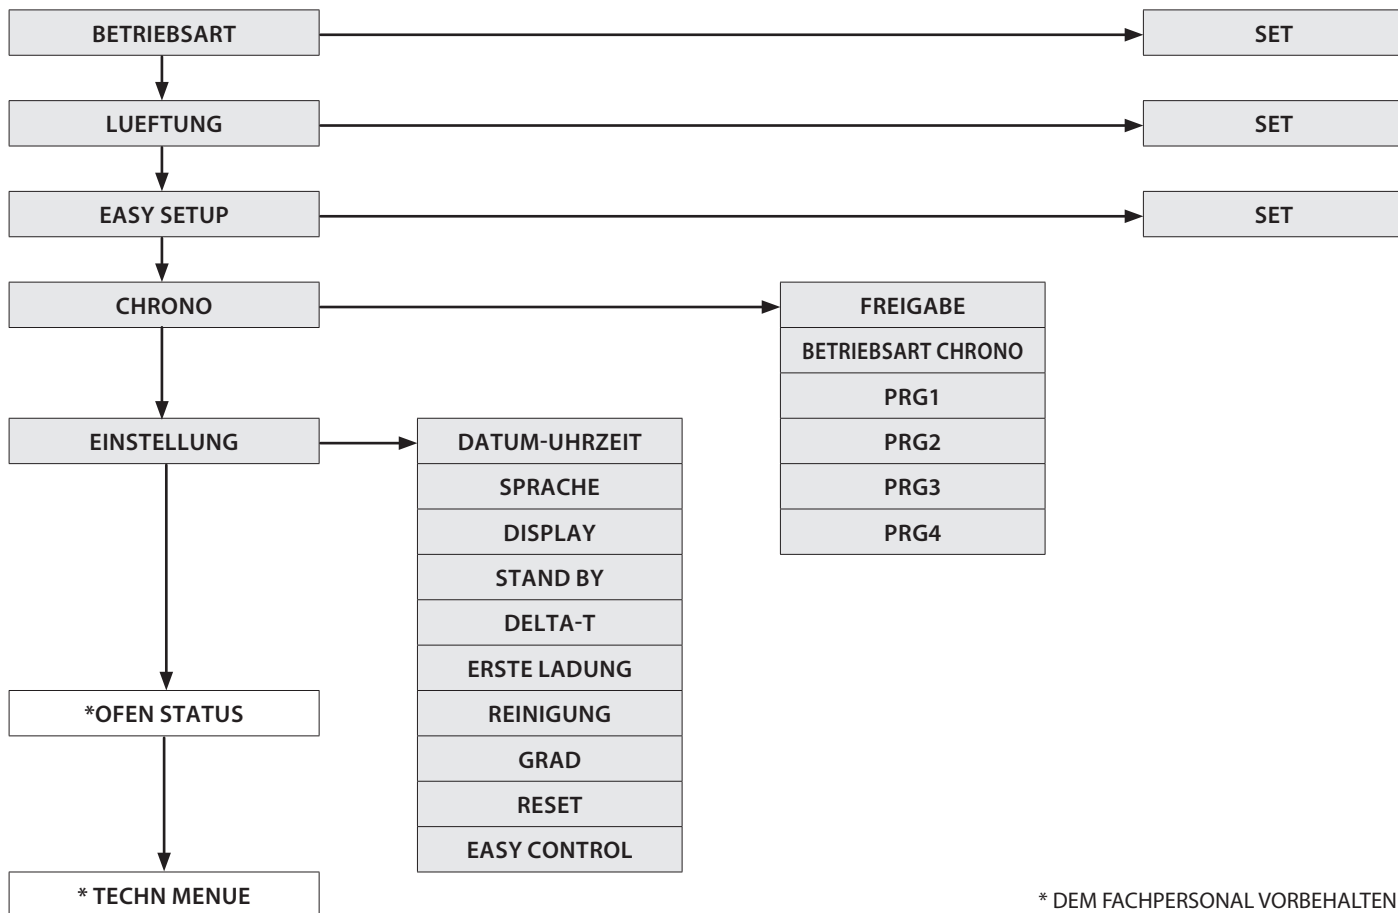 BETRIEBSART
SET
LUEFTUNG
SET
EASY SETUP
SET
CHRONO
FREIGABE
BETRIEBSART CHRONO
PRG1
PRG2
PRG3
PRG4
EINSTELLUNG
DATUM-UHRZEIT
SPRACHE
DISPLAY
STAND BY
DELTA-T
ERSTE LADUNG
REINIGUNG
GRAD
RESET
EASY CONTROL
*OFEN STATUS
* TECHN MENUE
* DEM FACHPERSONAL VORBEHALTEN